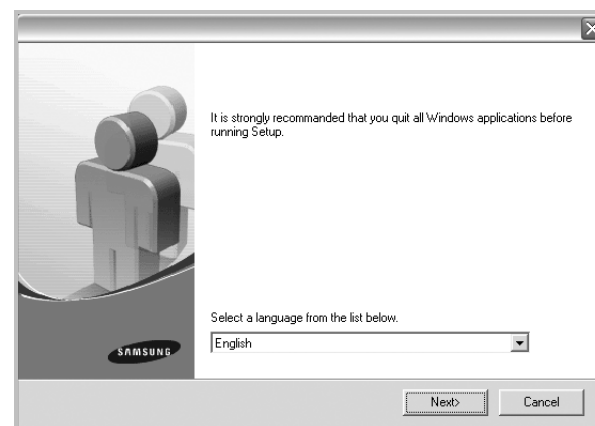 It is strongly recommanded that you quit all Windows applications before
running Setup.
Select a language from the list below.
English
SAMSUNG
Next>
Cancel